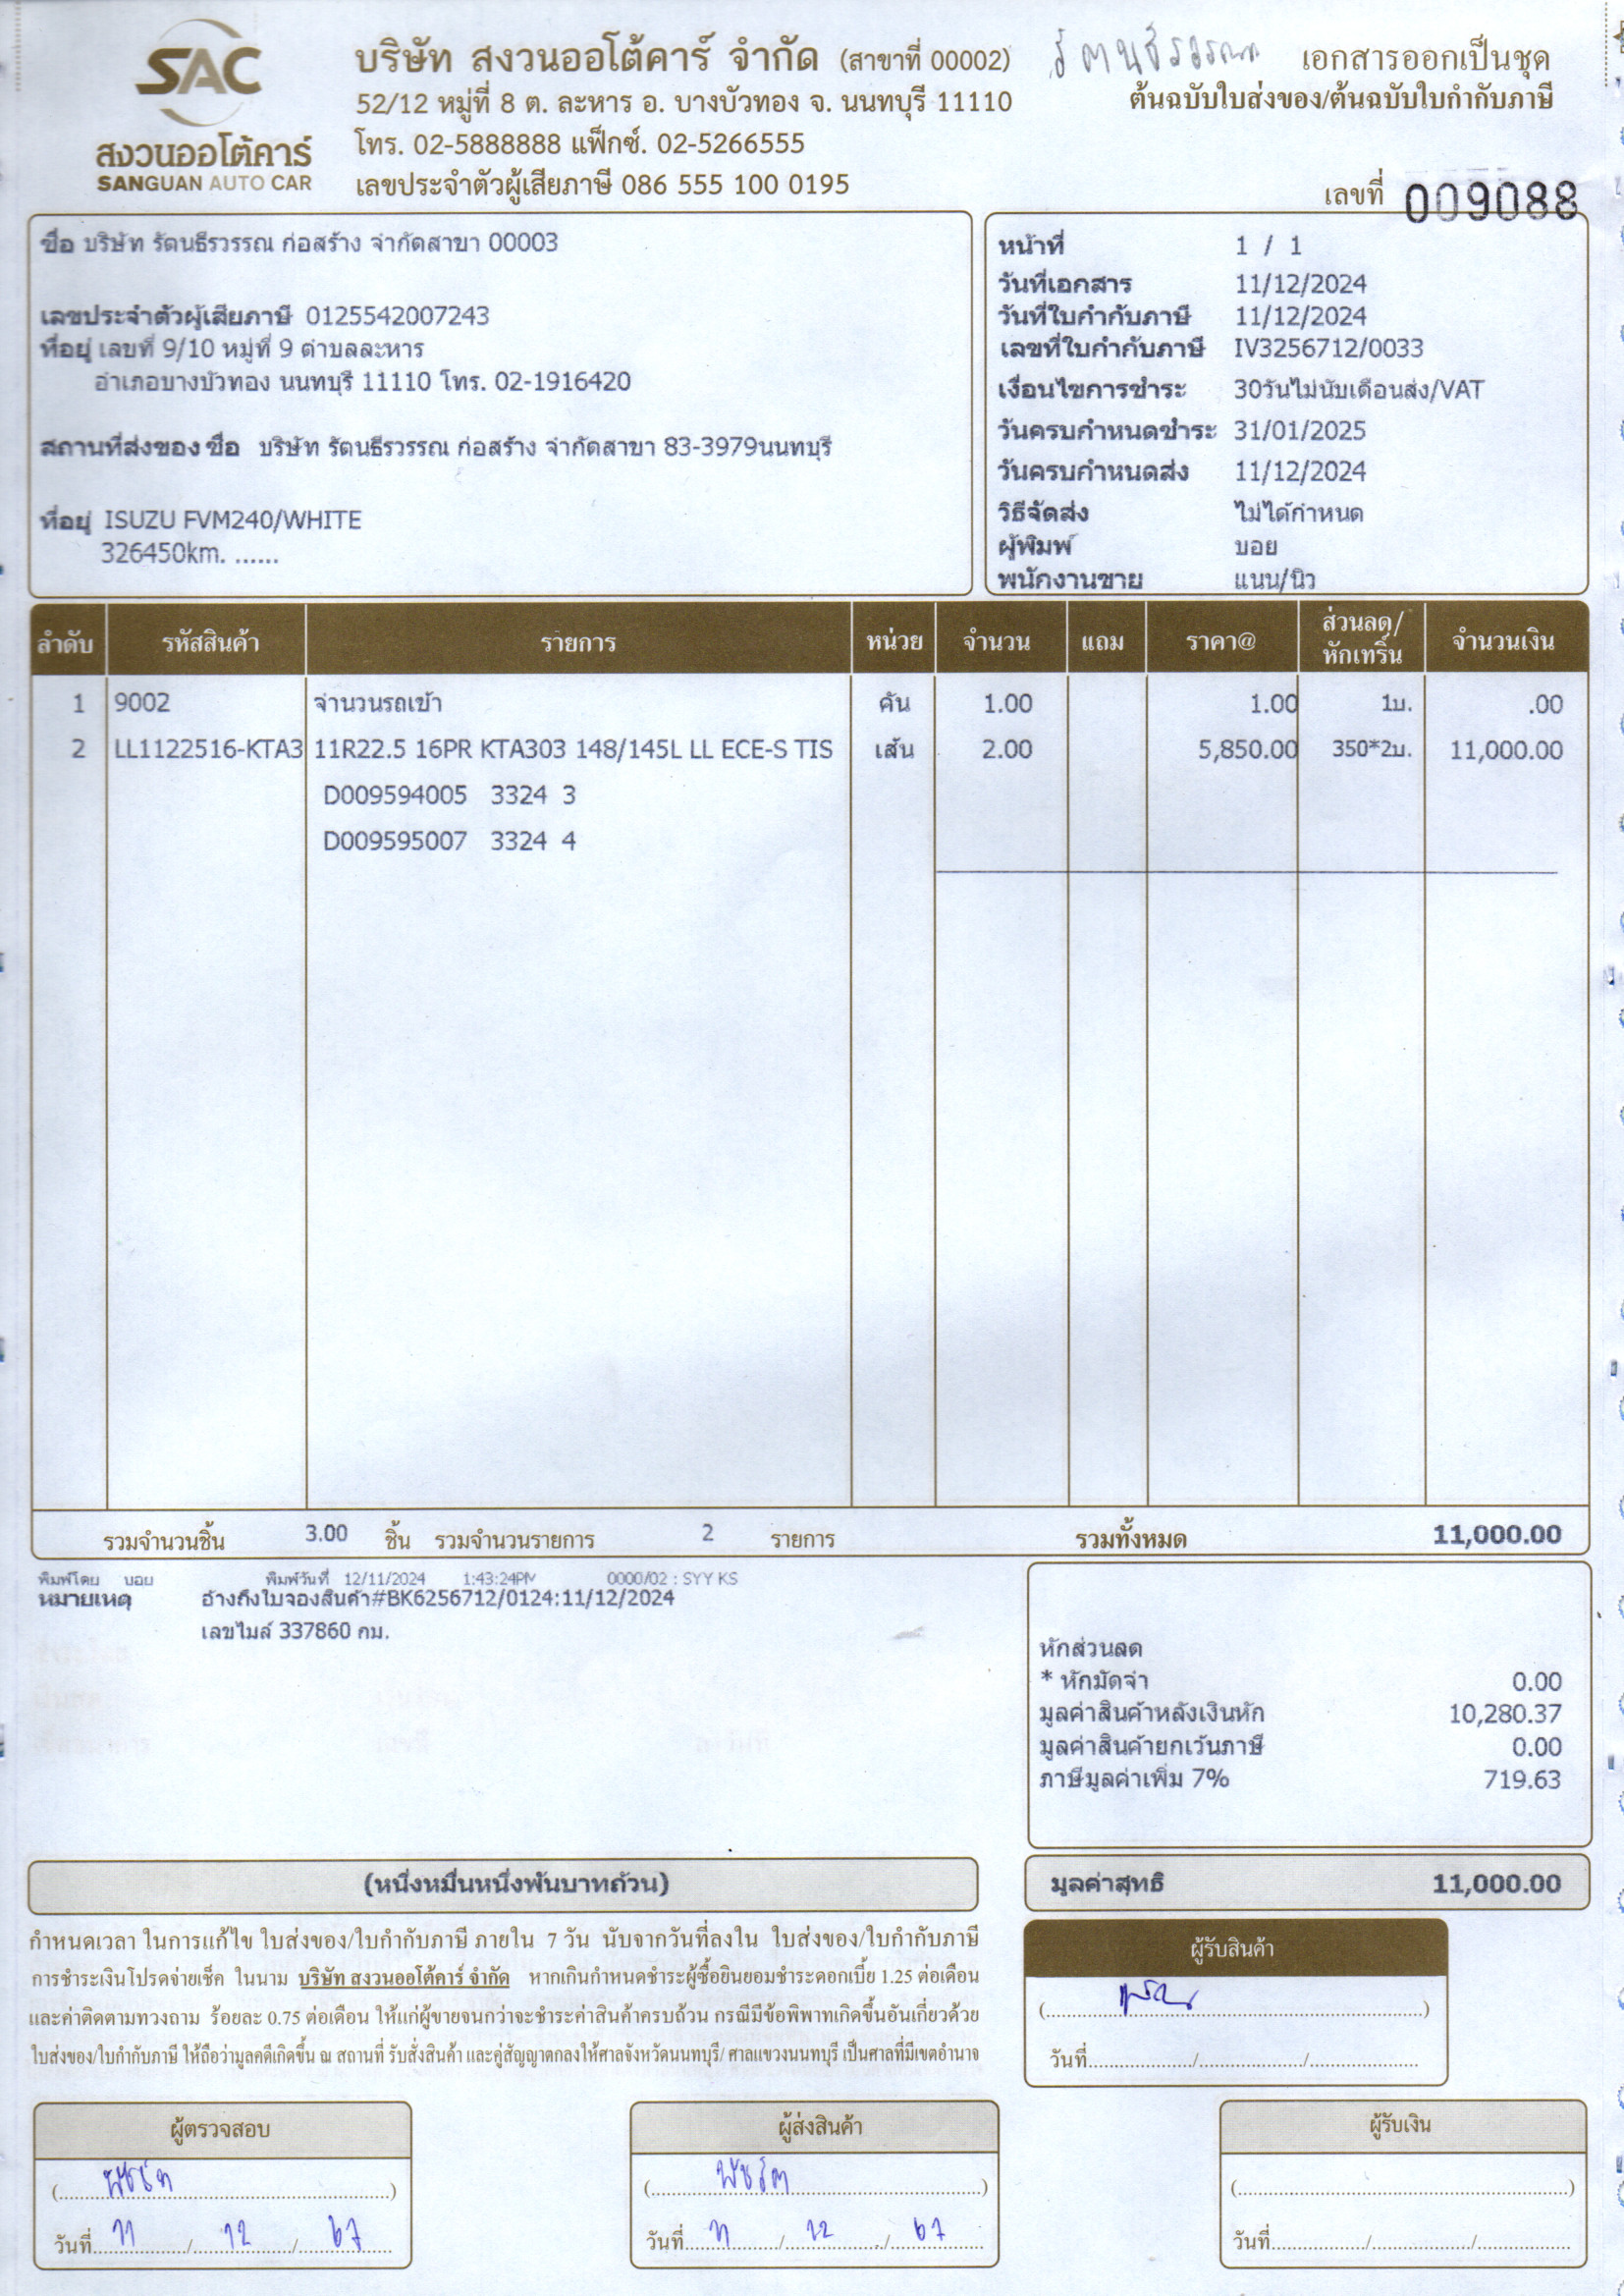 SAC
สงวนออโต้คาร์
SANGUAN AUTO CAR
บริษัท สงวนออโต้คาร์ จำกัด (สาขาที่ 00002)
52/12 หมู่ที่ 8 ต. ละหาร อ. บางบัวทอง จ. นนทบุรี 11110
โทร. 02-5888888 แฟ็กซ์. 02-5266555
เลขประจำตัวผู้เสียภาษี 086 555 100 0195
รัตนธีรวรรณ
เอกสารออกเป็นชุด
ต้นฉบับใบส่งของ/ต้นฉบับใบกำกับภาษี
เลขที่ 009088
ชื่อ บริษัท รัตนธีรวรรณ ก่อสร้าง จำกัดสาขา 00003
เลขประจำตัวผู้เสียภาษี 0125542007243
ที่อยู่ เลขที่ 9/10 หมู่ที่ 9 ตำบลละหาร
อำเภอบางบัวทอง นนทบุรี 11110 โทร. 02-1916420
สถานที่ส่งของ ชื่อ บริษัท รัตนธีรวรรณ ก่อสร้าง จำกัดสาขา 83-3979นนทบุรี
ที่อยู่ ISUZU FVM240/WHITE
326450km. ......
หน้าที่ 1 / 1
วันที่เอกสาร 11/12/2024
วันที่ใบกำกับภาษี 11/12/2024
เลขที่ใบกำกับภาษี IV3256712/0033
เงื่อนไขการชำระ 30วันไม่นับเดือนส่ง/VAT
วันครบกำหนดชำระ 31/01/2025
วันครบกำหนดส่ง 11/12/2024
วิธีจัดส่ง ไม่ได้กำหนด
ผู้พิมพ์ บอย
พนักงานขาย แนน/นิว
ลำดับ รหัสสินค้า รายการ หน่วย จำนวน แถม ราคา@ ส่วนลด/หักเทริ์น จำนวนเงิน
1 9002 จำนวนรถเข้า คัน 1.00 1.00 1บ. .00
2 LL1122516-KTA3 11R22.5 16PR KTA303 148/145L LL ECE-S TIS เส้น 2.00 5,850.00 350*2บ. 11,000.00
D009594005 3324 3
D009595007 3324 4
รวมจำนวนชิ้น 3.00 ชิ้น รวมจำนวนรายการ 2 รายการ รวมทั้งหมด 11,000.00
พิมพ์โดย บอย พิมพ์วันที่ 12/11/2024 1:43:24PM 0000/02 : SYY KS
หมายเหตุ อ้างถึงใบจองสินค้า#BK6256712/0124:11/12/2024
เลขไมล์ 337860 กม.
หักส่วนลด
* หักมัดจำ 0.00
มูลค่าสินค้าหลังเงินหัก 10,280.37
มูลค่าสินค้ายกเว้นภาษี 0.00
ภาษีมูลค่าเพิ่ม 7% 719.63
(หนึ่งหมื่นหนึ่งพันบาทถ้วน)
มูลค่าสุทธิ 11,000.00
กำหนดเวลา ในการแก้ไข ใบส่งของ/ใบกำกับภาษี ภายใน 7 วัน นับจากวันที่ลงใน ใบส่งของ/ใบกำกับภาษี
การชำระเงินโปรดจ่ายเช็ค ในนาม บริษัท สงวนออโต้คาร์ จำกัด หากเกินกำหนดชำระผู้ซื้อยินยอมชำระดอกเบี้ย 1.25 ต่อเดือน
และค่าติดตามทวงถาม ร้อยละ 0.75 ต่อเดือน ให้แก่ผู้ขายจนกว่าจะชำระค่าสินค้าครบถ้วน กรณีมีข้อพิพาทเกิดขึ้นอันเกี่ยวด้วย
ใบส่งของ/ใบกำกับภาษี ให้ถือว่ามูลคดีเกิดขึ้น ณ สถานที่ รับสั่งสินค้า และคู่สัญญาตกลงให้ศาลจังหวัดนนทบุรี/ ศาลแขวงนนทบุรี เป็นศาลที่มีเขตอำนาจ
ผู้รับสินค้า
วันที่......../......../........
ผู้ตรวจสอบ
วันที่ 11 / 12 / 67
ผู้ส่งสินค้า
วันที่ 11 / 12 / 67
ผู้รับเงิน
วันที่......../......../........